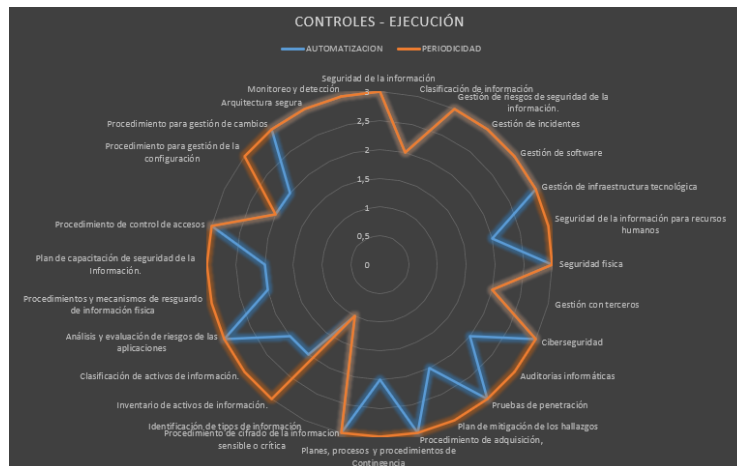 CONTROLES - EJECUCIÓN
AUTOMATIZACION
PERIODICIDAD
Seguridad de la información
Clasificación de información
Gestión de riesgos de seguridad de la
información.
Gestión de incidentes
Gestión de software
Gestión de infraestructura tecnológica
Seguridad de la información para recursos
humanos
Seguridad física
Gestión con terceros
Ciberseguridad
Auditorias informáticas
Pruebas de penetración
Plan de mitigación de los hallazgos
Procedimiento de adquisición,
Planes, procesos y procedimientos de
Contingencia
Procedimiento de cifrado de la información
sensible o crítica
Identificación de tipos de información
Inventario de activos de información.
Clasificación de activos de información.
Análisis y evaluación de riesgos de las
aplicaciones
Procedimientos y mecanismos de resguardo
de información física
Plan de capacitación de seguridad de la
Información.
Procedimiento de control de accesos
Procedimiento para gestión de la
configuración
Procedimiento para gestión de cambios
Arquitectura segura
Monitoreo y detección
3
2,5
2
1,5
1
0,5
0